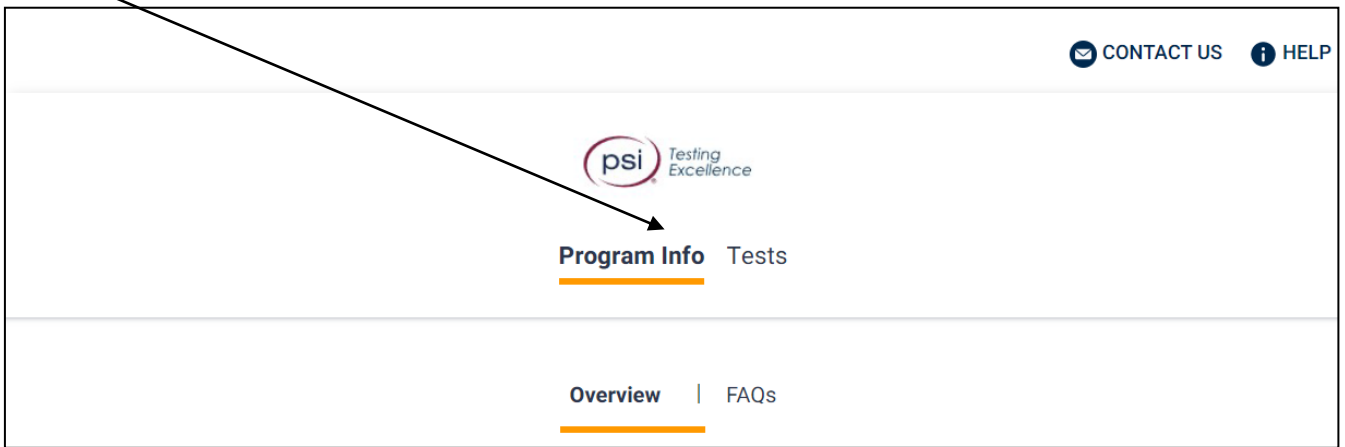 CONTACT US HELP
psi Testing
Excellence
Program Info Tests
Overview | FAQs